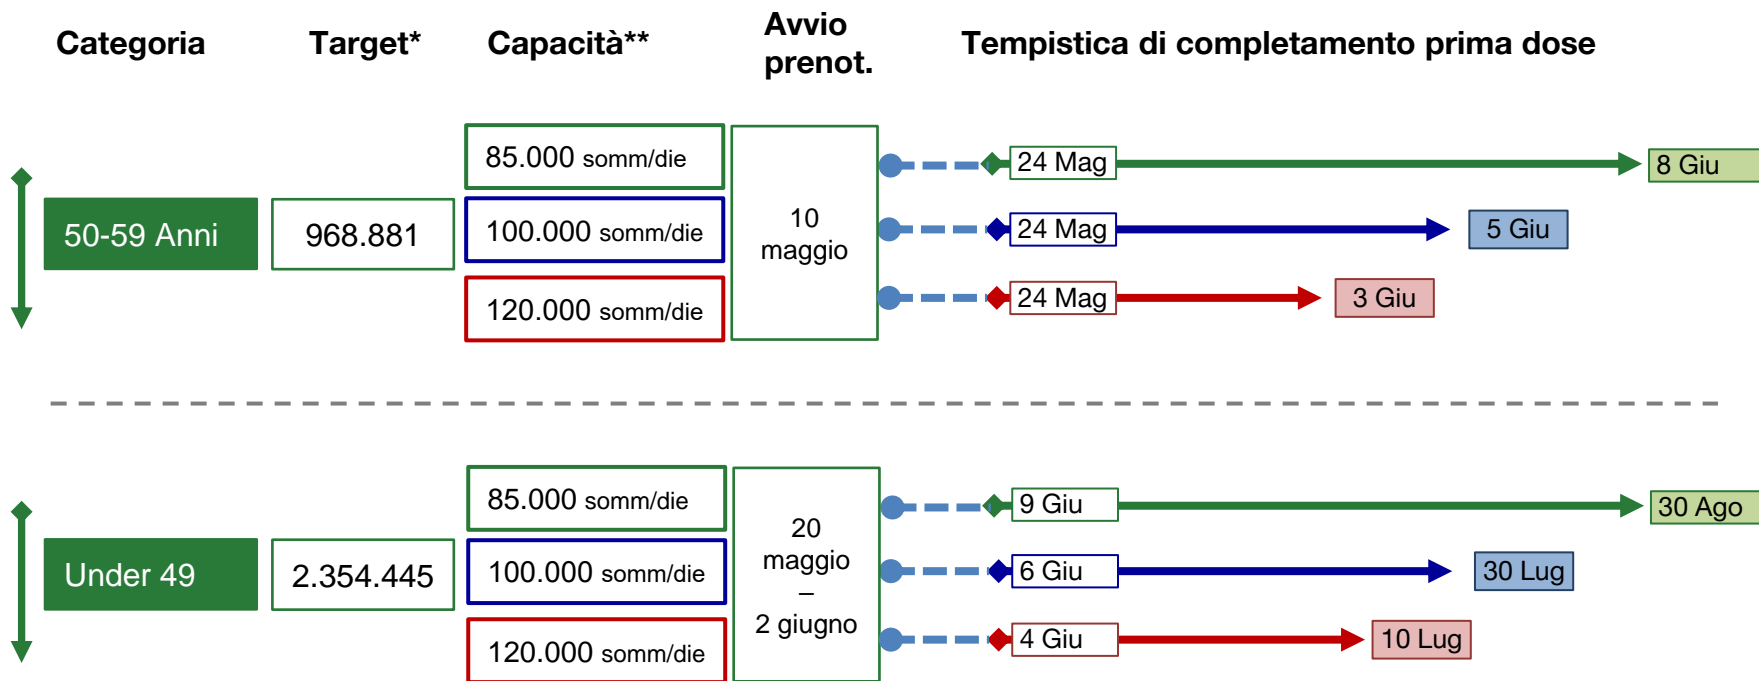 Categoria
Target*
Capacità**
Avvio
prenot.
Tempistica di completamento prima dose
50-59 Anni
968.881
85.000 somm/die
100.000 somm/die
120.000 somm/die
10
maggio
24 Mag
8 Giu
24 Mag
5 Giu
24 Mag
3 Giu
Under 49
2.354.445
85.000 somm/die
100.000 somm/die
120.000 somm/die
20
maggio
–
2 giugno
9 Giu
30 Ago
6 Giu
30 Lug
4 Giu
10 Lug